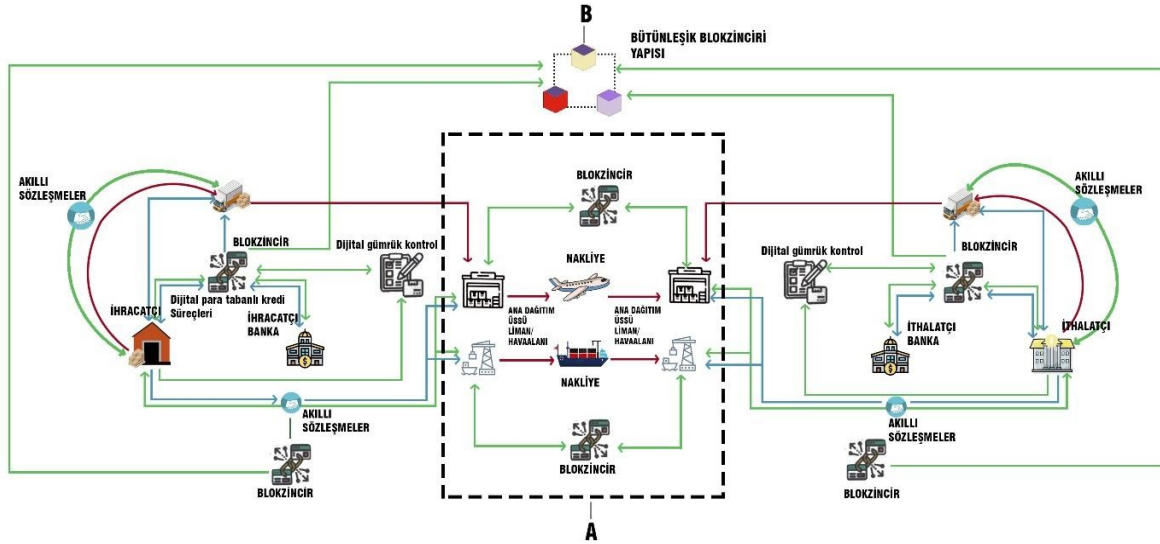 B
BÜTÜNLEŞİK BLOKZİNCİRİ
YAPISI
AKILLI
SÖZLEŞMELER
BLOKZİNCİR
Dijital gümrük kontrol
Dijital para tabanlı kredi
Süreçleri
İHRACATÇI
İHRACATÇI
BANKA
AKILLI
SÖZLEŞMELER
BLOKZİNCİR
BLOKZİNCİR
NAKLİYE
ANA DAĞITIM
ÜSSÜ
LİMAN/
HAVAALANI
ANA DAĞITIM
ÜSSÜ
LİMAN/
HAVAALANI
NAKLİYE
BLOKZİNCİR
A
AKILLI
SÖZLEŞMELER
BLOKZİNCİR
Dijital gümrük kontrol
İTHALATÇI
BANKA
İTHALATÇI
AKILLI
SÖZLEŞMELER
BLOKZİNCİR